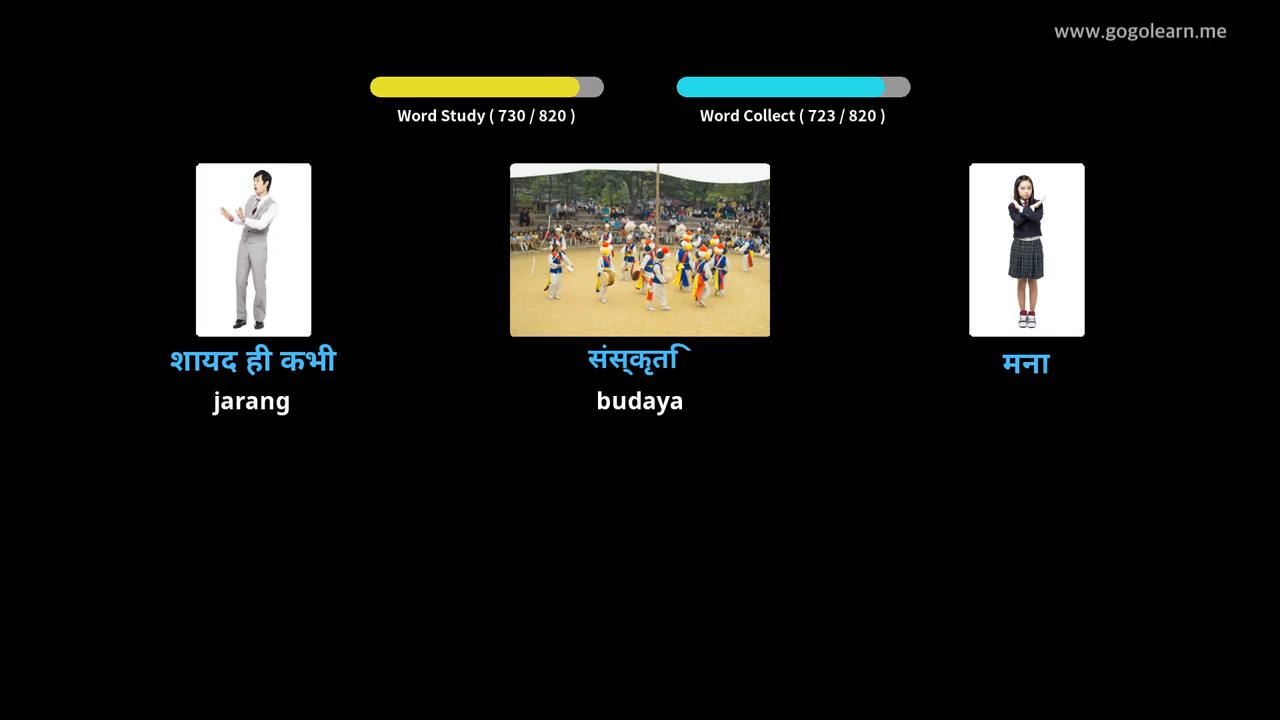 www.gogolearn.me
Word Study ( 730 / 820 )
Word Collect ( 723 / 820 )
शायद ही कभी
संस्कृति
मना
jarang
budaya